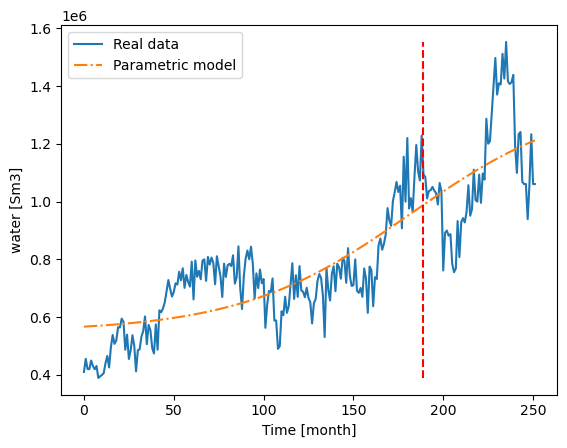 1e6
Real data
Parametric model
1.6
1.4
1.2
1.0
0.8
0.6
0.4
water [Sm3]
0 50 100 150 200 250
Time [month]